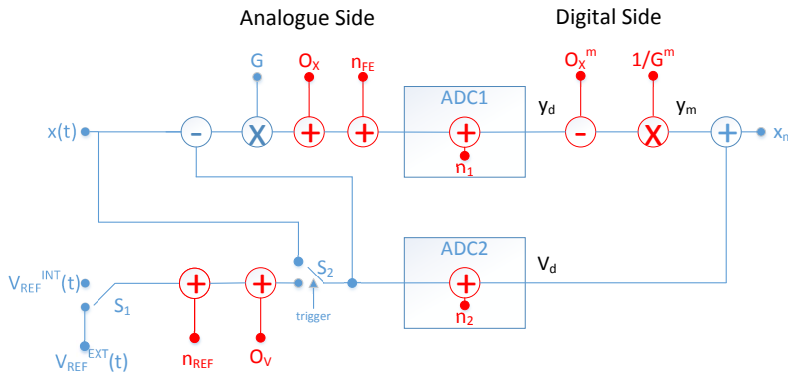 Analogue Side Digital Side
G O_X n_FE O_X^m 1/G^m
ADC1 y_d y_m
x(t) - X + + + - X + x_m
n_1
ADC2
V_REF^INT(t) S_1 + + S_2 + V_d
trigger n_2
V_REF^EXT(t) n_REF O_V